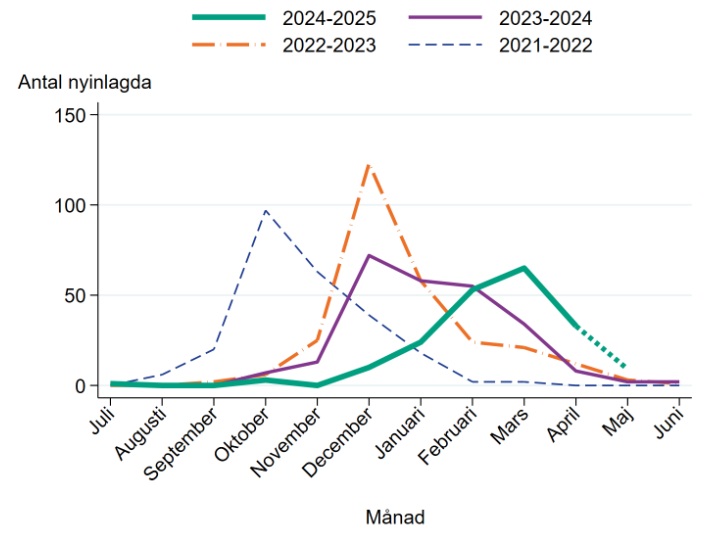 2024-2025 2023-2024
2022-2023 2021-2022
Antal nyinlagda
150
100
50
0
Juli Augusti September Oktober November December Januari Februari Mars April Maj Juni
Månad